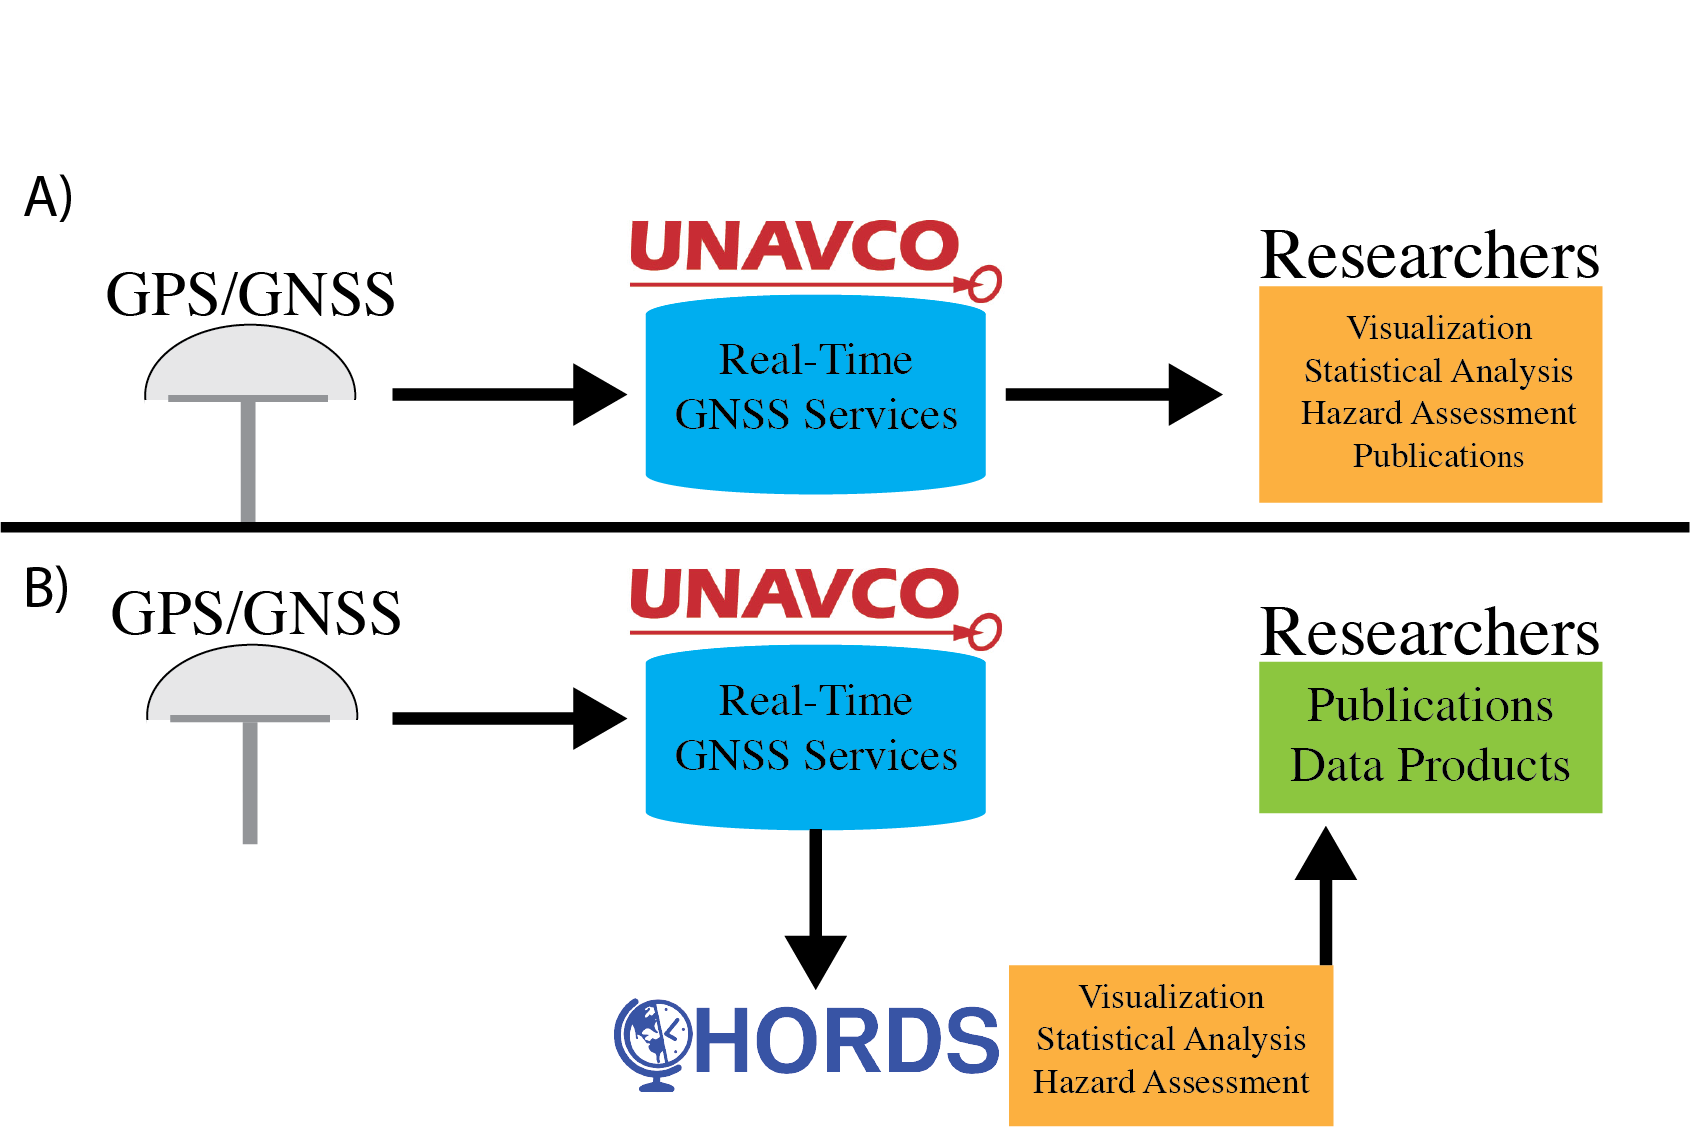 A)
GPS/GNSS
UNAVCO
Real-Time
GNSS Services
Researchers
Visualization
Statistical Analysis
Hazard Assessment
Publications
B)
GPS/GNSS
UNAVCO
Real-Time
GNSS Services
Researchers
Publications
Data Products
CHORDS
Visualization
Statistical Analysis
Hazard Assessment